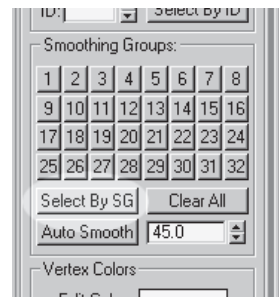 ID: Select By ID
Smoothing Groups:
1 2 3 4 5 6 7 8
9 10 11 12 13 14 15 16
17 18 19 20 21 22 23 24
25 26 27 28 29 30 31 32
Select By SG Clear All
Auto Smooth 45.0
Vertex Colors